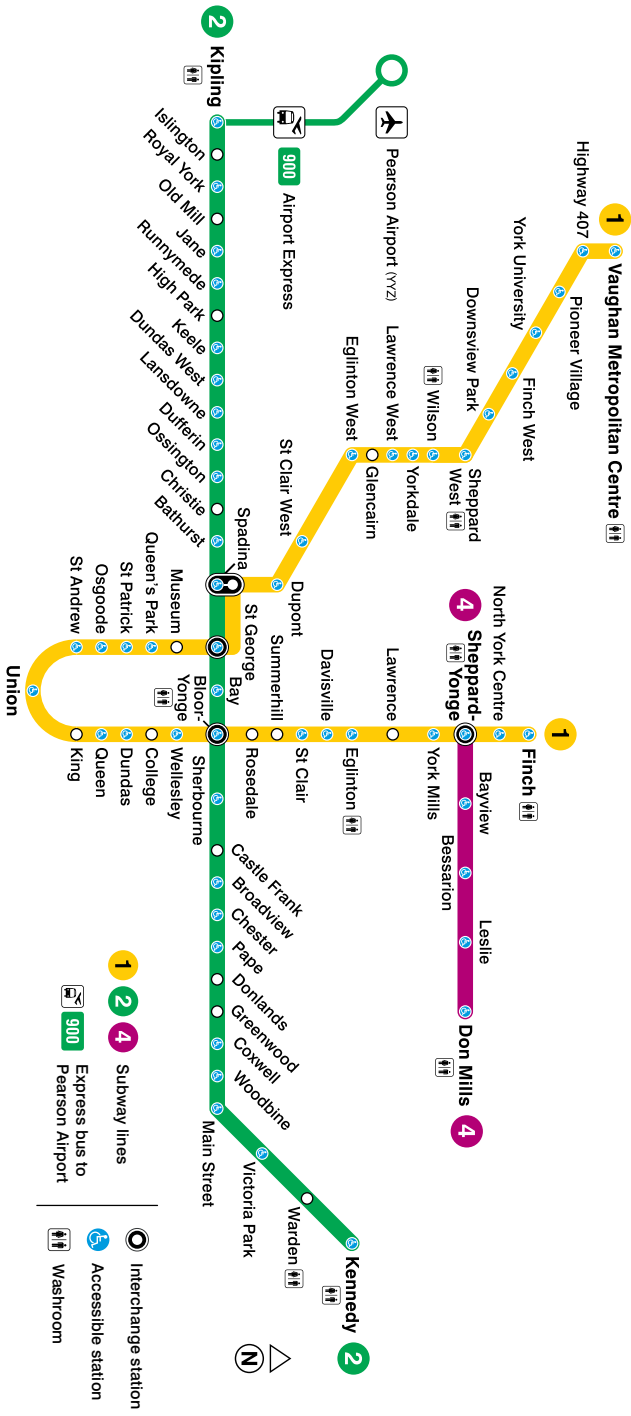 1
Vaughan Metropolitan Centre
Highway 407
Pioneer Village
York University
Finch West
Downsview Park
Sheppard
West
Wilson
Yorkdale
Lawrence West
Glencairn
Eglinton West
St Clair West
Dupont
Spadina
St George
Museum
Queen's Park
St Patrick
Osgoode
St Andrew
Union
King
Queen
Dundas
College
Wellesley
Bloor-
Yonge
Rosedale
Summerhill
St Clair
Davisville
Eglinton
Lawrence
York Mills
Sheppard-
Yonge
North York Centre
Finch
1
4
Bayview
Bessarion
Leslie
Don Mills
4
Pearson Airport (YYZ)
900
Airport Express
2
Kipling
Islington
Royal York
Old Mill
Jane
Runnymede
High Park
Keele
Dundas West
Lansdowne
Dufferin
Ossington
Christie
Bathurst
Bay
Sherbourne
Castle Frank
Broadview
Chester
Pape
Donlands
Greenwood
Coxwell
Woodbine
Main Street
Victoria Park
Warden
Kennedy
2
N
1 2 4 Subway lines
900 Express bus to
Pearson Airport
Interchange station
Accessible station
Washroom